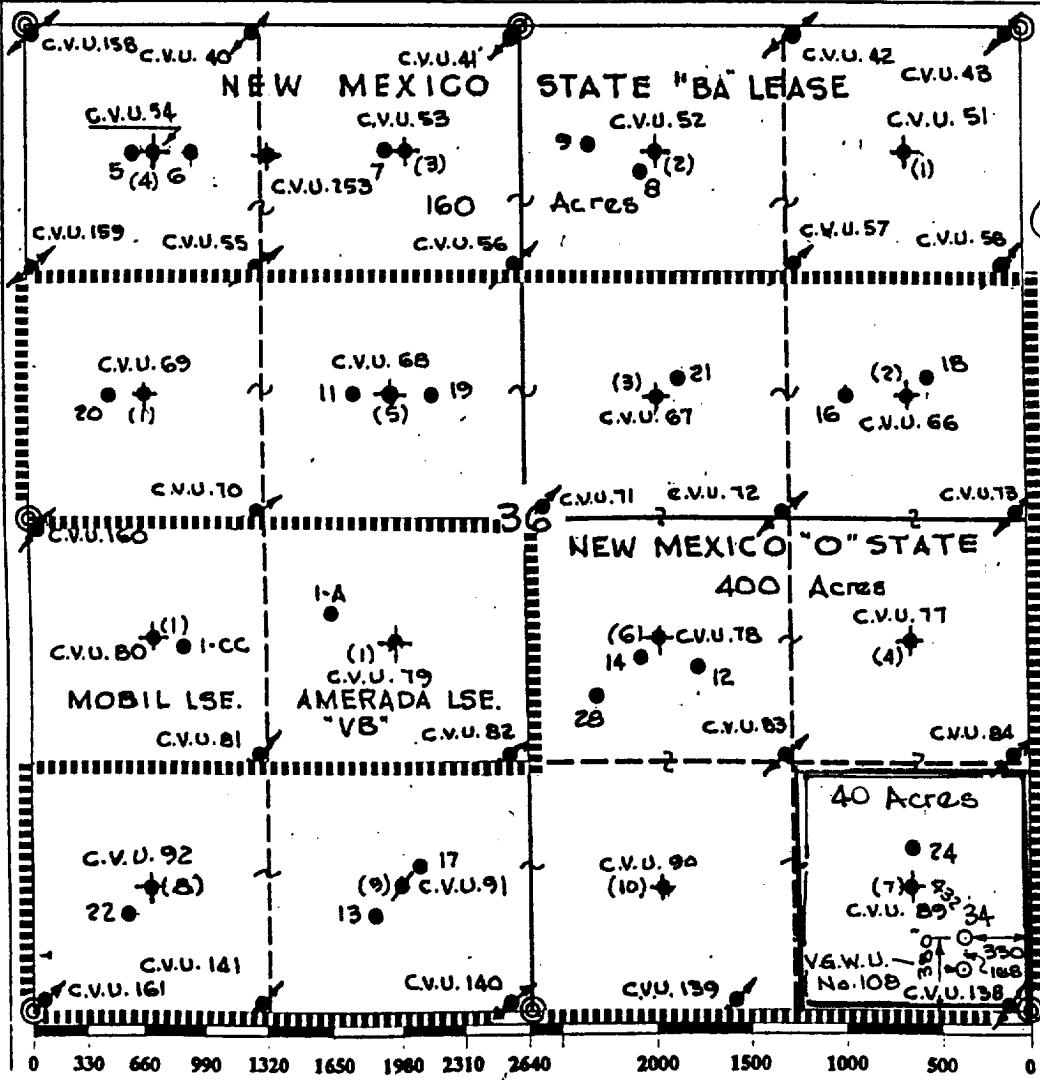 C.V.U. 158
C.V.U. 40
C.V.U. 41
C.V.U. 42
C.V.U. 43
NEW MEXICO STATE "BA" LEASE
C.V.U. 54
C.V.U. 53
C.V.U. 52
C.V.U. 51
5 (4) 6
C.V.U. 253
7 (3)
9
(2)
8
(1)
160 Acres
C.V.U. 159
C.V.U. 55
C.V.U. 56
C.V.U. 57
C.V.U. 58
C.V.U. 69
20 (1)
C.V.U. 68
11 19
(5)
(3) 21
C.V.U. 67
(2) 18
16
C.V.U. 66
C.V.U. 70
C.V.U. 71
C.V.U. 72
C.V.U. 73
36
C.V.U. 160
NEW MEXICO "O" STATE
400 Acres
(1)
C.V.U. 80 1-CC
1-A
(1)
C.V.U. 79
MOBIL LSE.
AMERADA LSE.
"VB"
(6) C.V.U. 78
14
12
28
C.V.U. 77
(4)
C.V.U. 81
C.V.U. 82
C.V.U. 83
C.V.U. 84
40 Acres
C.V.U. 92
(8)
22
17
(9) C.V.U. 91
13
C.V.U. 90
(10)
24
(7)
C.V.U. 89
34
330
V.G.W.U.
No. 108
C.V.U. 141
C.V.U. 161
C.V.U. 140
C.V.U. 139
C.V.U. 138
0 330 660 990 1320 1650 1980 2310 2640 2000 1500 1000 500 0